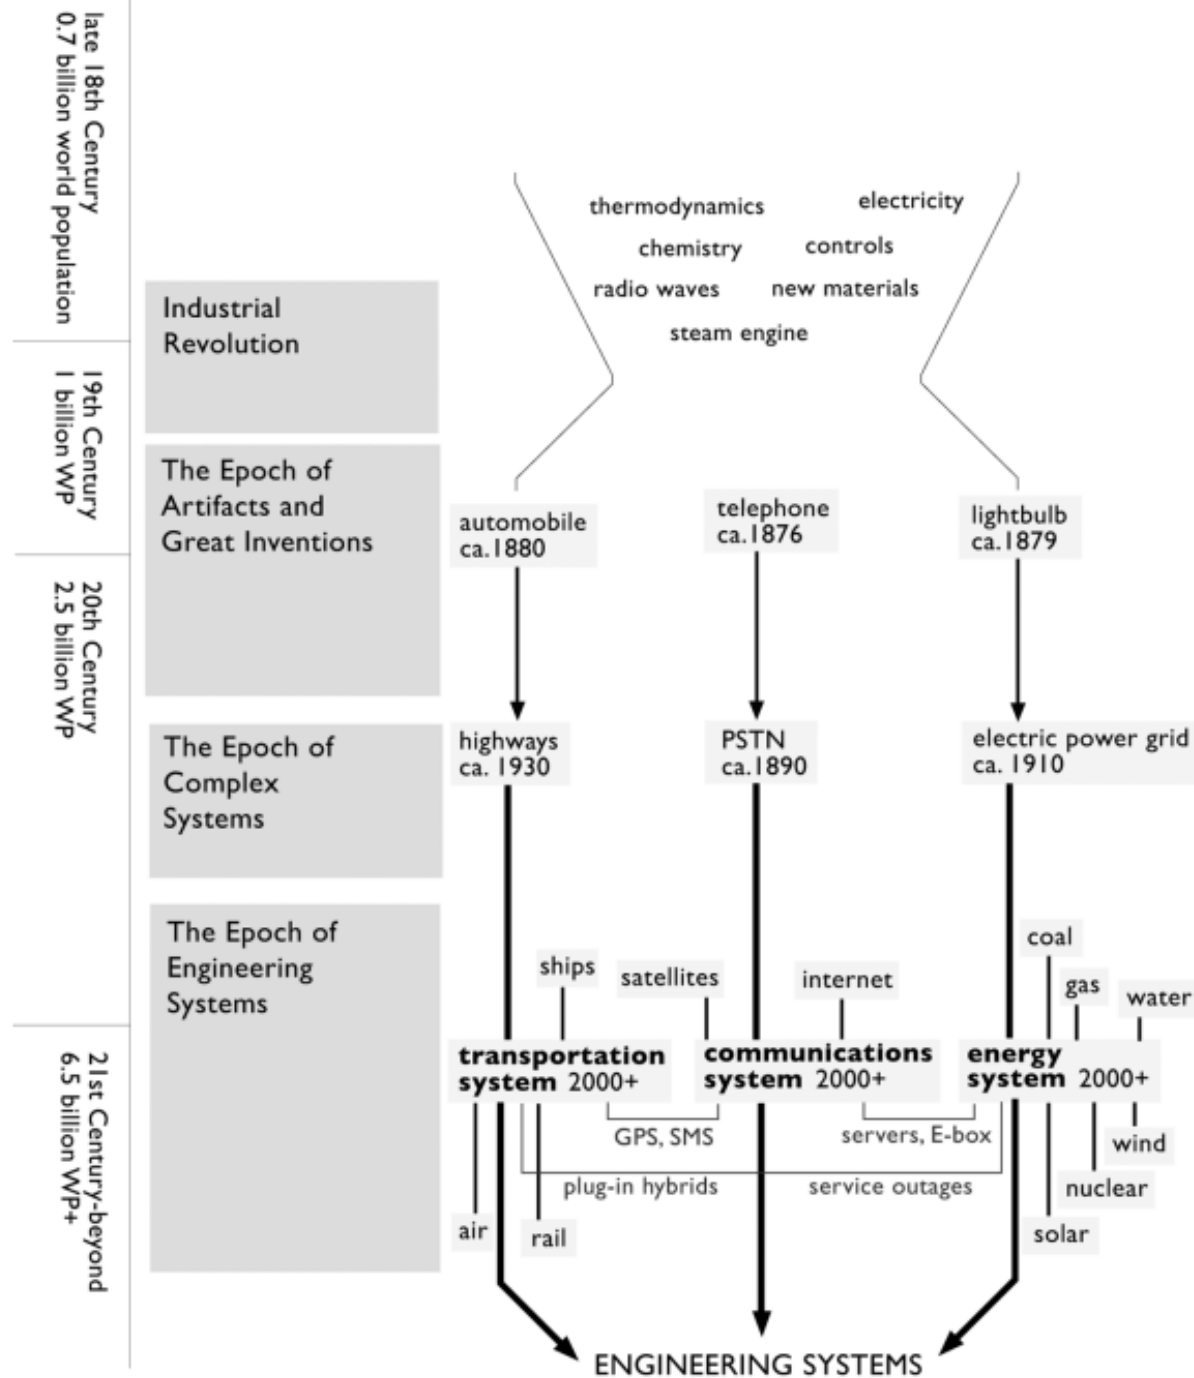 late 18th Century
0.7 billion world population
19th Century
1 billion WP
20th Century
2.5 billion WP
21st Century-beyond
6.5 billion WP+
Industrial
Revolution
The Epoch of
Artifacts and
Great Inventions
The Epoch of
Complex
Systems
The Epoch of
Engineering
Systems
thermodynamics
electricity
chemistry
controls
radio waves
new materials
steam engine
automobile
ca.1880
telephone
ca.1876
lightbulb
ca.1879
highways
ca. 1930
PSTN
ca.1890
electric power grid
ca. 1910
ships
satellites
internet
coal
gas
water
transportation
system 2000+
communications
system 2000+
energy
system 2000+
GPS, SMS
servers, E-box
plug-in hybrids
service outages
air
rail
wind
nuclear
solar
ENGINEERING SYSTEMS